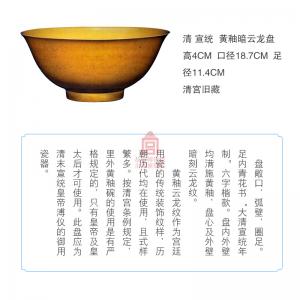 清 宣统  黄釉暗云龙盘
高4CM  口径18.7CM  足
径11.4CM
清宫旧藏
盘敞口，弧壁，圈足。
足内青花书“大清宣统年
制，六字楷款。盘内外壁
均满施黄釉，盘心及外壁
暗刻云龙纹。
黄釉云龙纹作为宫廷
用瓷的传统装饰纹样，历
朝历代均在使用，且式样
繁多。按清宫条例规定，
里外黄釉碗的使用是有严
格规定的，只有皇帝及皇
太后才可使用。此盘应为
清末宣统皇帝溥仪的御用
瓷器。